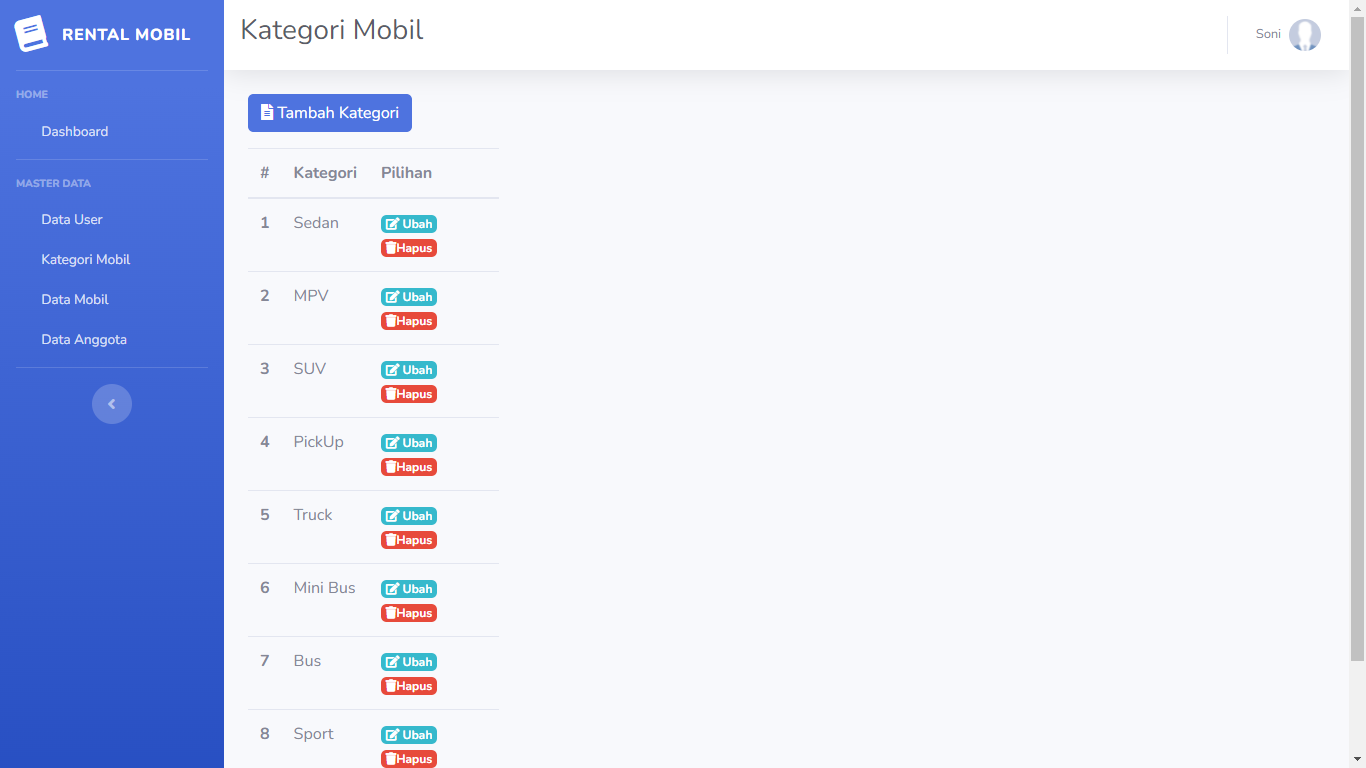 RENTAL MOBIL
HOME
Dashboard
MASTER DATA
Data User
Kategori Mobil
Data Mobil
Data Anggota
Kategori Mobil
Soni
Tambah Kategori
# Kategori Pilihan
1 Sedan Ubah
Hapus
2 MPV Ubah
Hapus
3 SUV Ubah
Hapus
4 PickUp Ubah
Hapus
5 Truck Ubah
Hapus
6 Mini Bus Ubah
Hapus
7 Bus Ubah
Hapus
8 Sport Ubah
Hapus